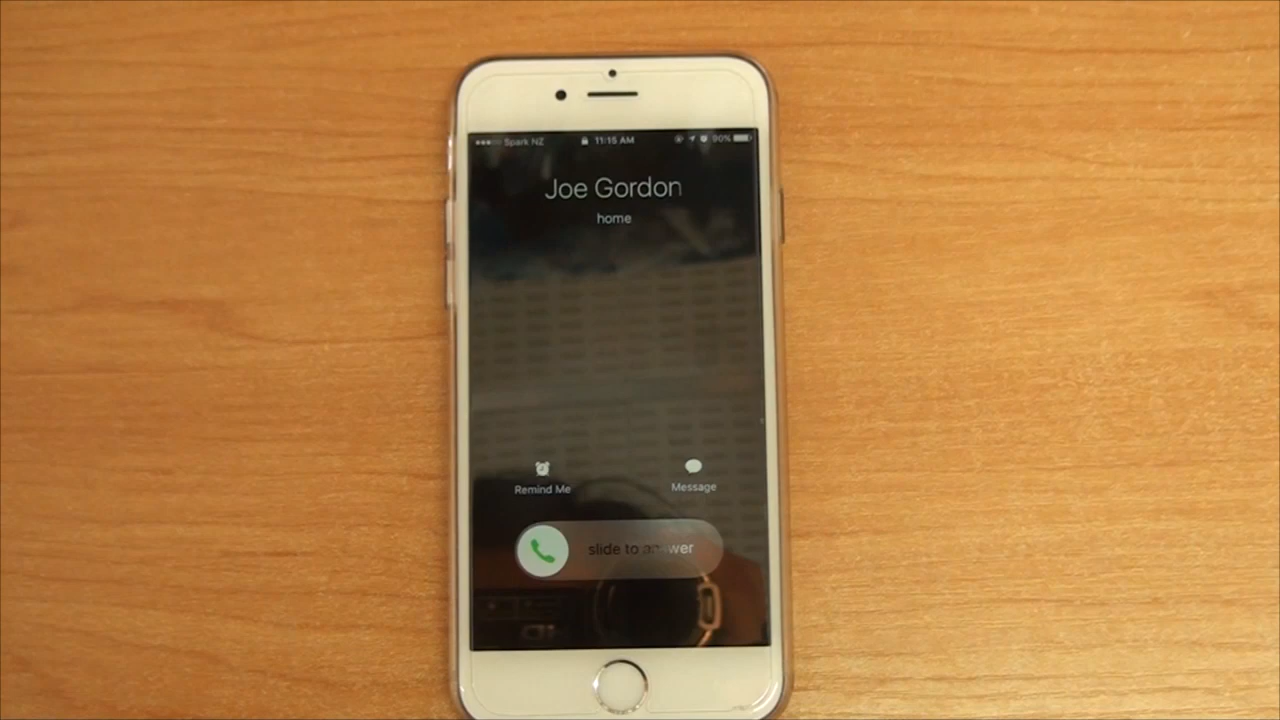 Spark NZ 11:15 AM 90%
Joe Gordon
home
Remind Me Message
slide to answer